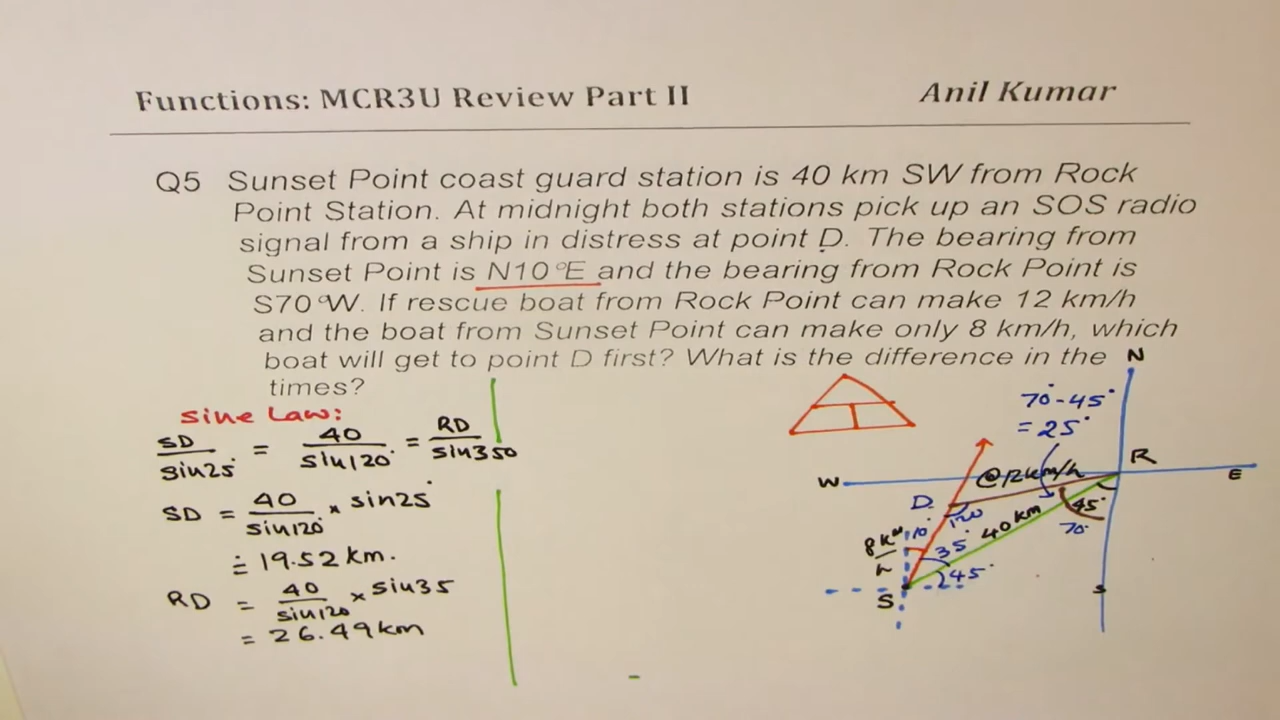 Functions: MCR3U Review Part II Anil Kumar
Q5 Sunset Point coast guard station is 40 km SW from Rock
Point Station. At midnight both stations pick up an SOS radio
signal from a ship in distress at point D. The bearing from
Sunset Point is N10°E and the bearing from Rock Point is
S70°W. If rescue boat from Rock Point can make 12 km/h
and the boat from Sunset Point can make only 8 km/h, which
boat will get to point D first? What is the difference in the
times?
Sine Law:
SD/sin25° = 40/sin120° = RD/sin350
SD = 40/sin120° × sin25°
≐ 19.52 km.
RD = 40/sin120 × sin35
= 26.49 km
N
70° - 45°
= 25°
R
W
@12km/h
E
D
120
45°
10°
40 km
70°
8 km/h
35°
45°
S
S